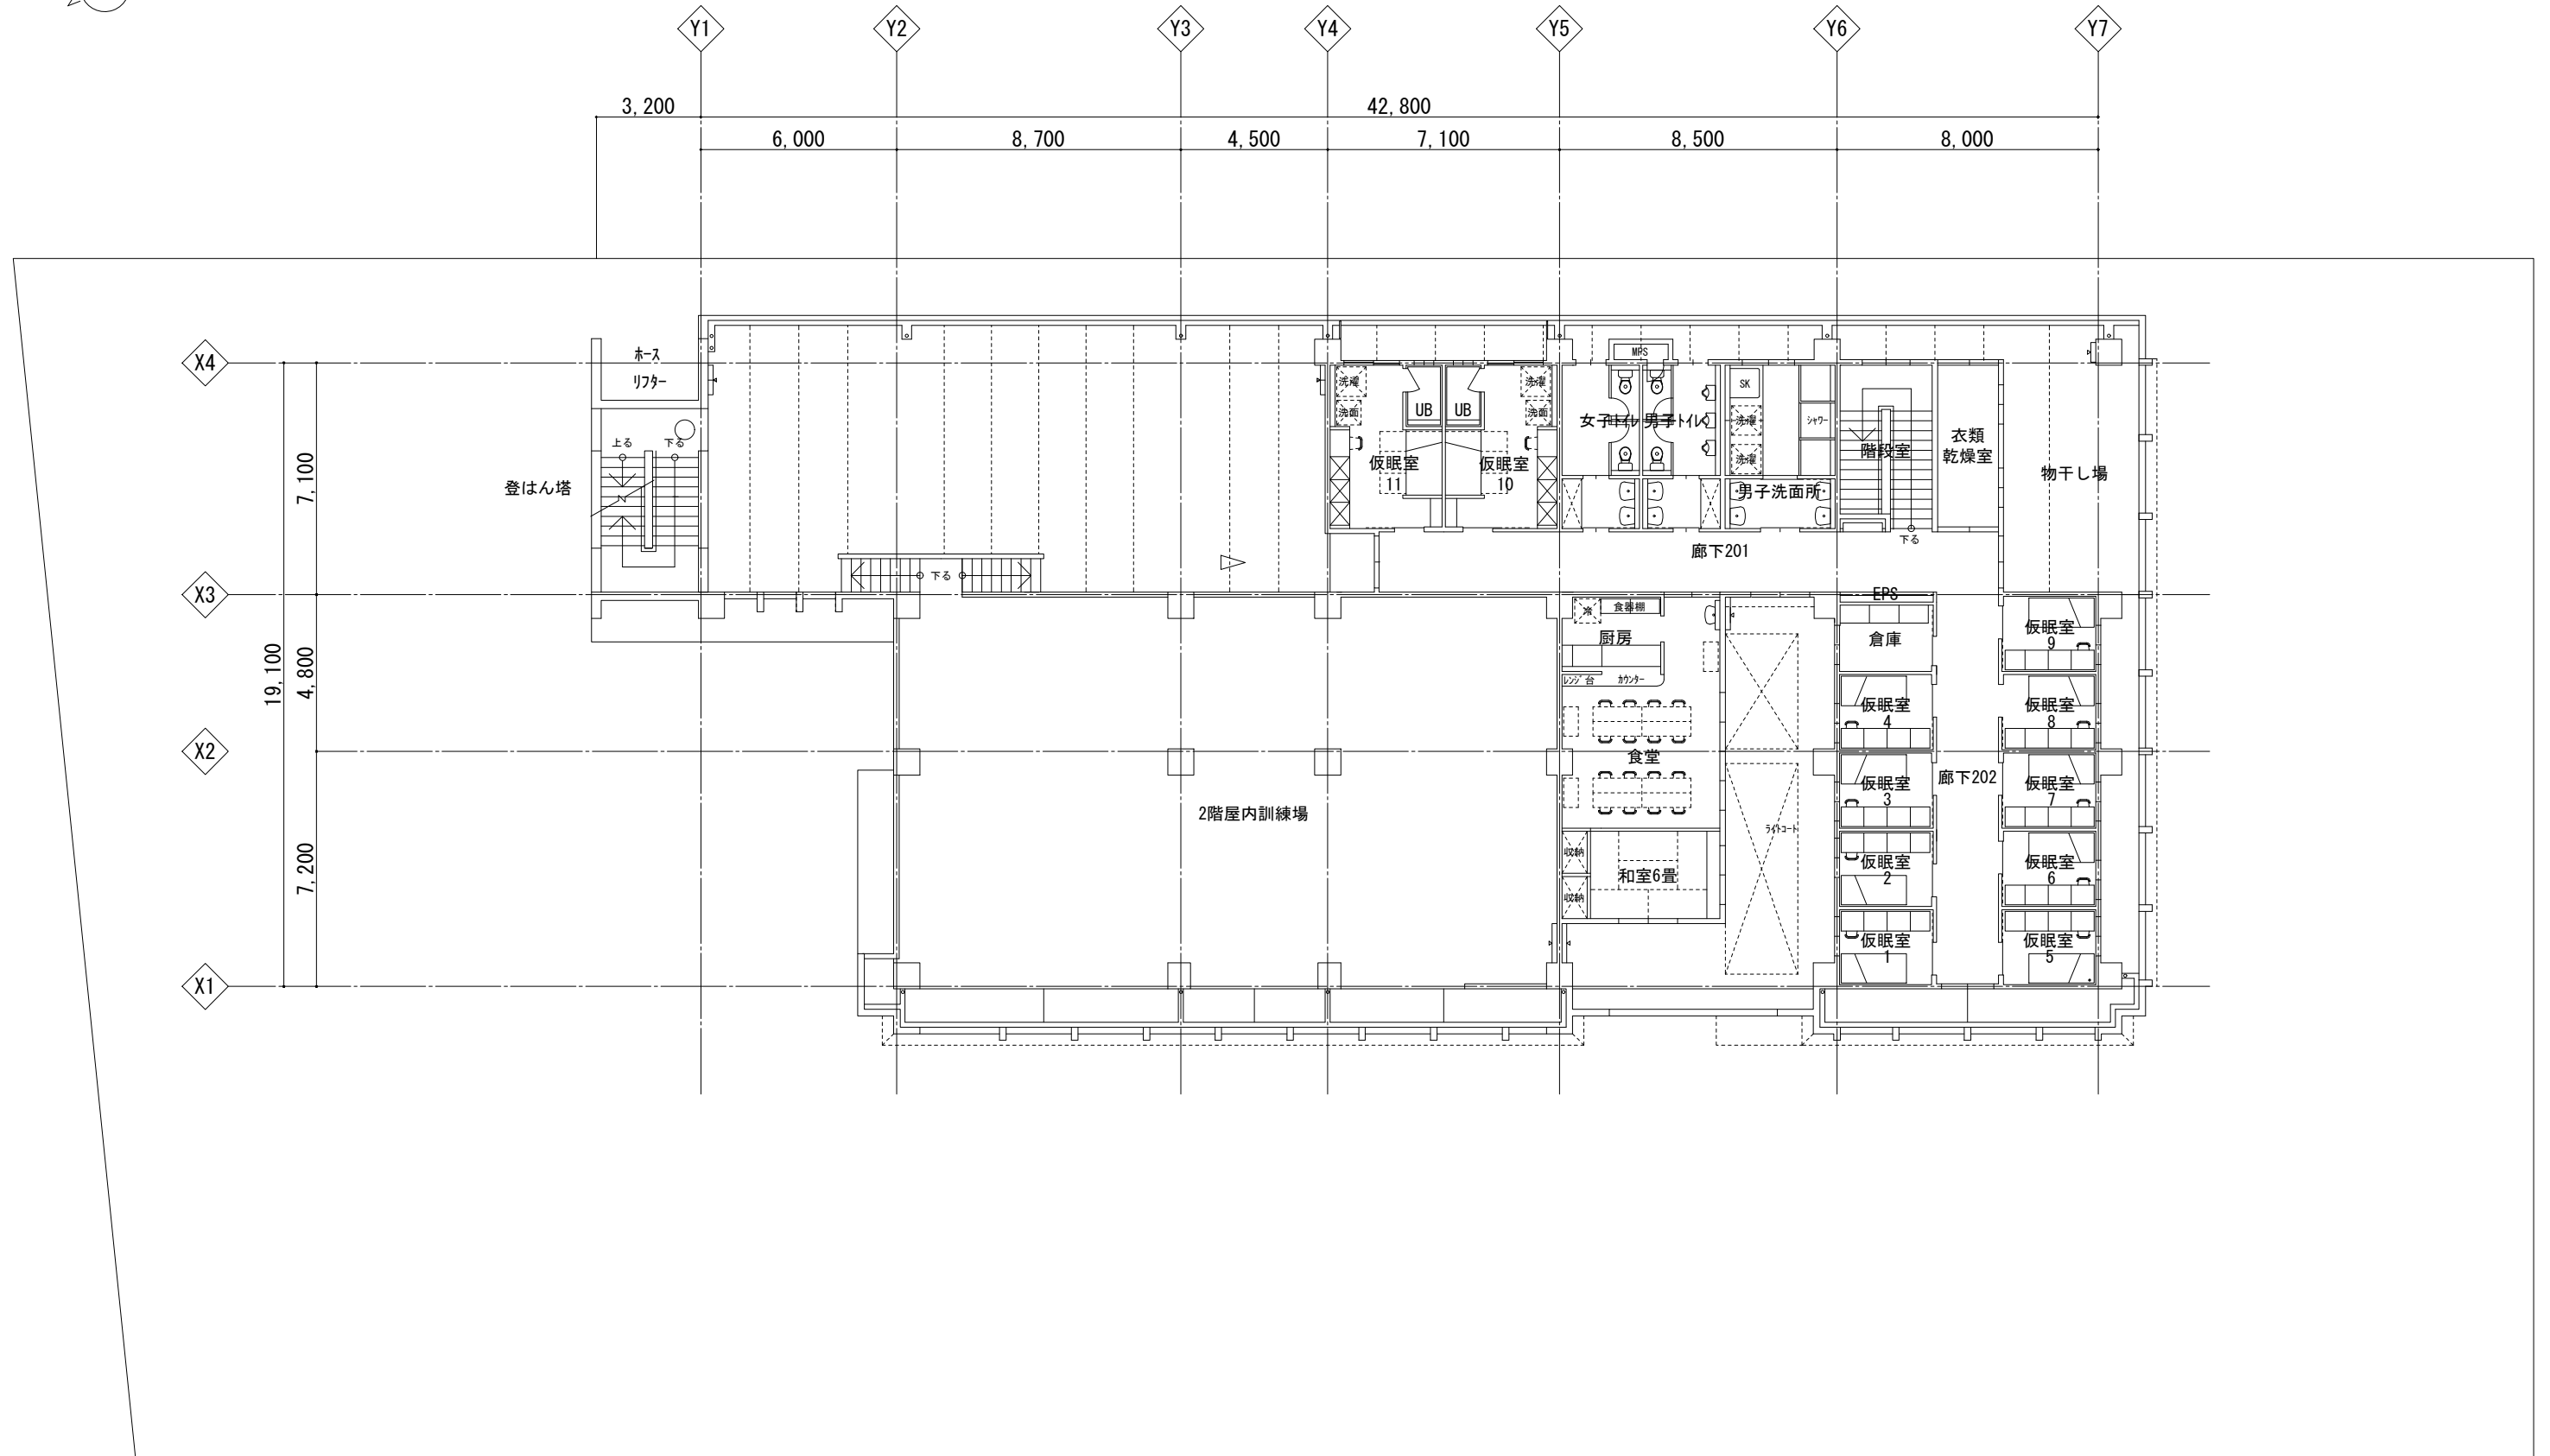 Y1 Y2 Y3 Y4 Y5 Y6 Y7
3,200 42,800
6,000 8,700 4,500 7,100 8,500 8,000
X4
X3
X2
X1
19,100
7,100
4,800
7,200
ホース
リフター
上る 下る
登はん塔
下る
洗濯
洗面
UB
UB
洗濯
洗面
仮眠室
11
仮眠室
10
MPS
女子トイレ
男子トイレ
SK
洗濯
洗濯
シャワー
男子洗面所
階段室
下る
衣類
乾燥室
物干し場
廊下201
EPS
倉庫
冷
食器棚
厨房
レンジ台
カウンター
食堂
ライトコート
収納
収納
和室6畳
2階屋内訓練場
廊下202
仮眠室
9
仮眠室
4
仮眠室
8
仮眠室
3
仮眠室
7
仮眠室
2
仮眠室
6
仮眠室
1
仮眠室
5